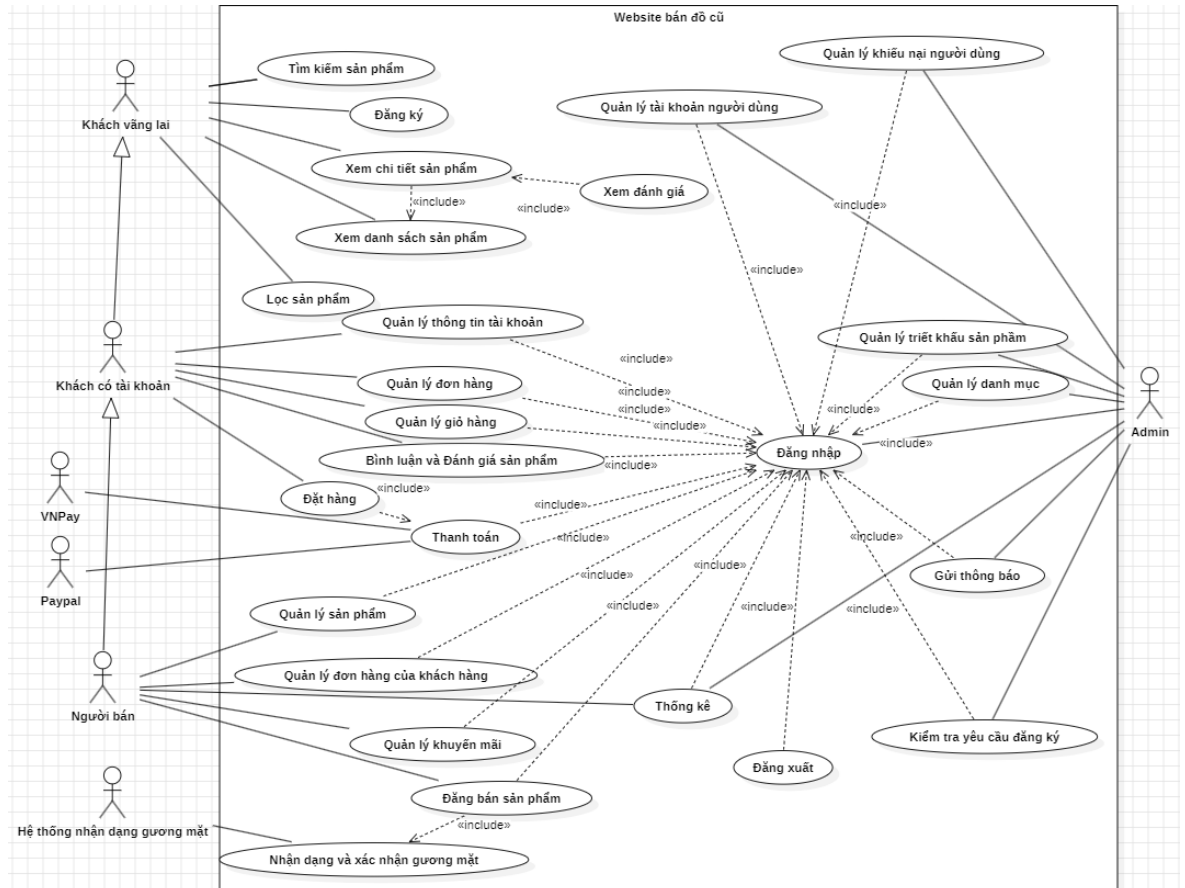 Website bán đồ cũ
Quản lý khiếu nại người dùng
Tìm kiếm sản phẩm
Quản lý tài khoản người dùng
Đăng ký
Khách vãng lai
Xem chi tiết sản phẩm
Xem đánh giá
«include»
«include»
«include»
Xem danh sách sản phẩm
«include»
Lọc sản phẩm
Quản lý thông tin tài khoản
Quản lý triết khấu sản phầm
«include»
Khách có tài khoản
Quản lý đơn hàng
Quản lý danh mục
«include»
«include»
«include»
Quản lý giỏ hàng
«include»
Admin
«include»
Đăng nhập
Bình luận và Đánh giá sản phẩm
«include»
«include»
Đặt hàng
«include»
VNPay
Thanh toán
«include»
«include»
«include»
«include»
Gửi thông báo
Paypal
«include»
«include»
«include»
Quản lý sản phẩm
Quản lý đơn hàng của khách hàng
Thống kê
Người bán
Kiểm tra yêu cầu đăng ký
Quản lý khuyến mãi
Đăng xuất
Đăng bán sản phẩm
«include»
Hệ thống nhận dạng gương mặt
Nhận dạng và xác nhận gương mặt